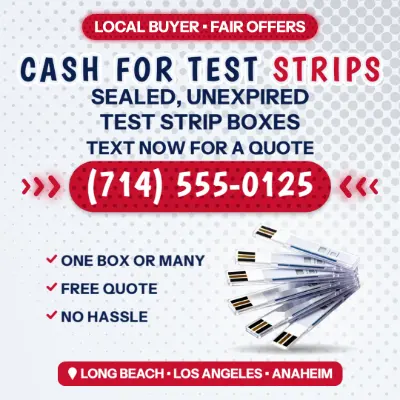 LOCAL BUYER • FAIR OFFERS
CASH FOR TEST STRIPS
SEALED, UNEXPIRED
TEST STRIP BOXES
TEXT NOW FOR A QUOTE
(714) 555-0125
ONE BOX OR MANY
FREE QUOTE
NO HASSLE
LONG BEACH • LOS ANGELES • ANAHEIM